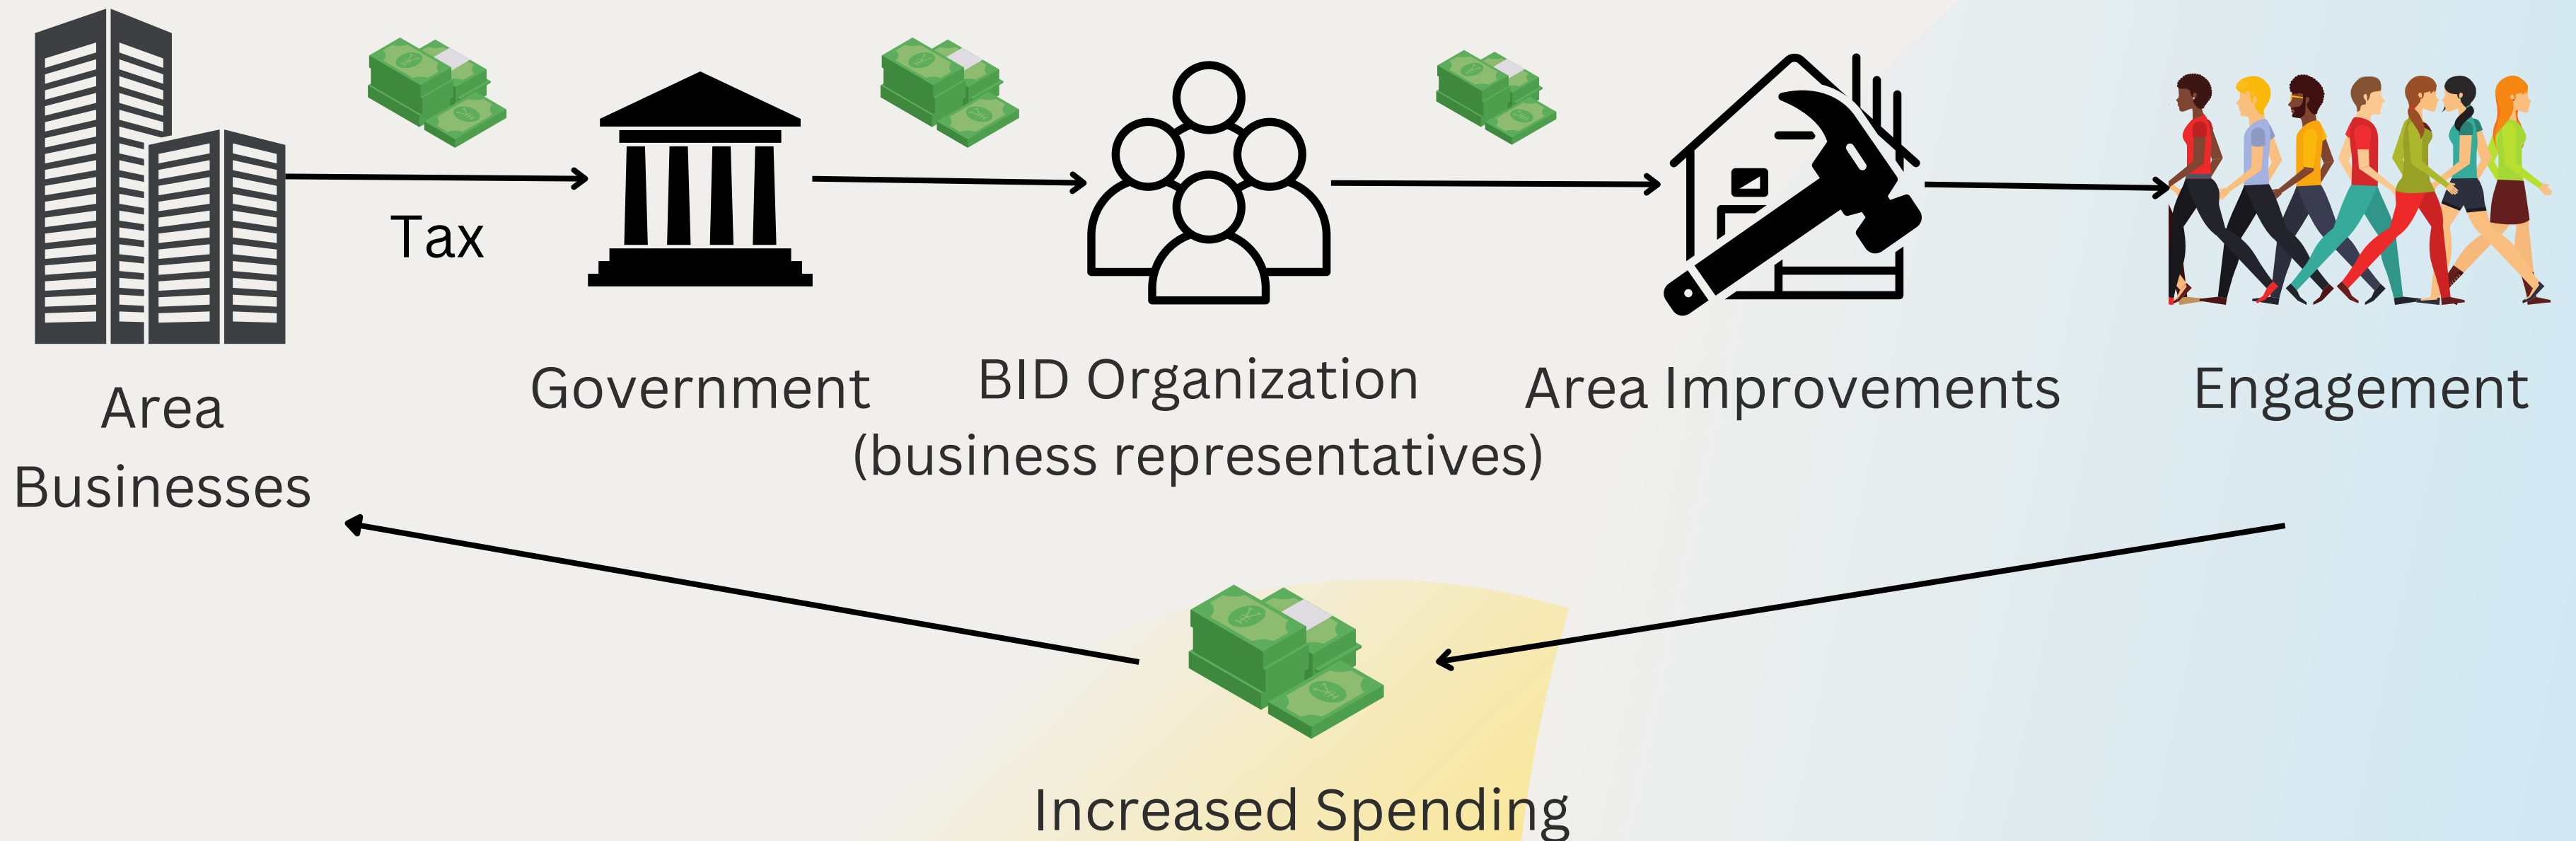 Tax
Area
Businesses
Government
BID Organization
(business representatives)
Area Improvements
Engagement
Increased Spending